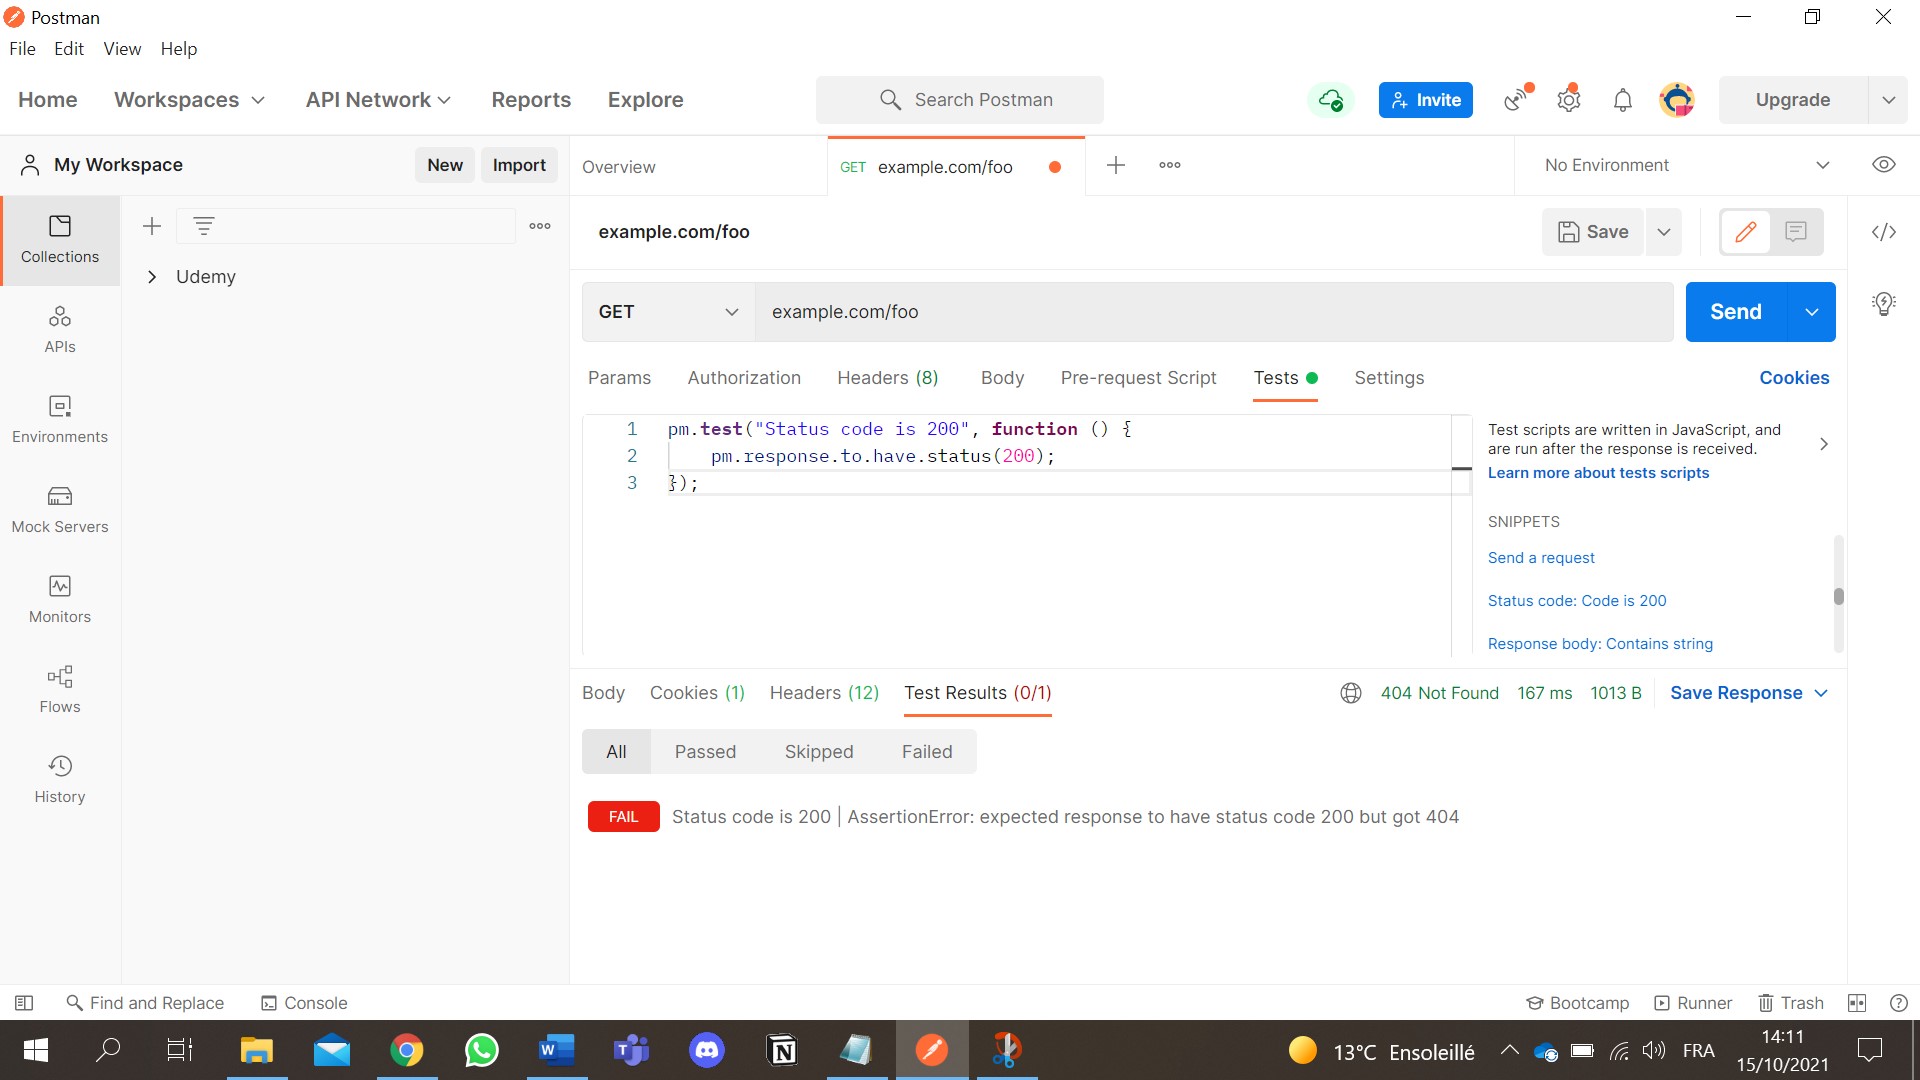 Postman
File Edit View Help
Home Workspaces API Network Reports Explore Search Postman Invite Upgrade
My Workspace New Import Overview GET example.com/foo No Environment
Collections
APIs
Environments
Mock Servers
Monitors
Flows
History
Udemy
example.com/foo Save
GET example.com/foo Send
Params Authorization Headers (8) Body Pre-request Script Tests Settings Cookies
1 pm.test("Status code is 200", function () {
2 pm.response.to.have.status(200);
3 });
Test scripts are written in JavaScript, and
are run after the response is received.
Learn more about tests scripts
SNIPPETS
Send a request
Status code: Code is 200
Response body: Contains string
Body Cookies (1) Headers (12) Test Results (0/1) 404 Not Found 167 ms 1013 B Save Response
All Passed Skipped Failed
FAIL Status code is 200 | AssertionError: expected response to have status code 200 but got 404
Find and Replace Console Bootcamp Runner Trash
13°C Ensoleillé FRA 14:11
15/10/2021